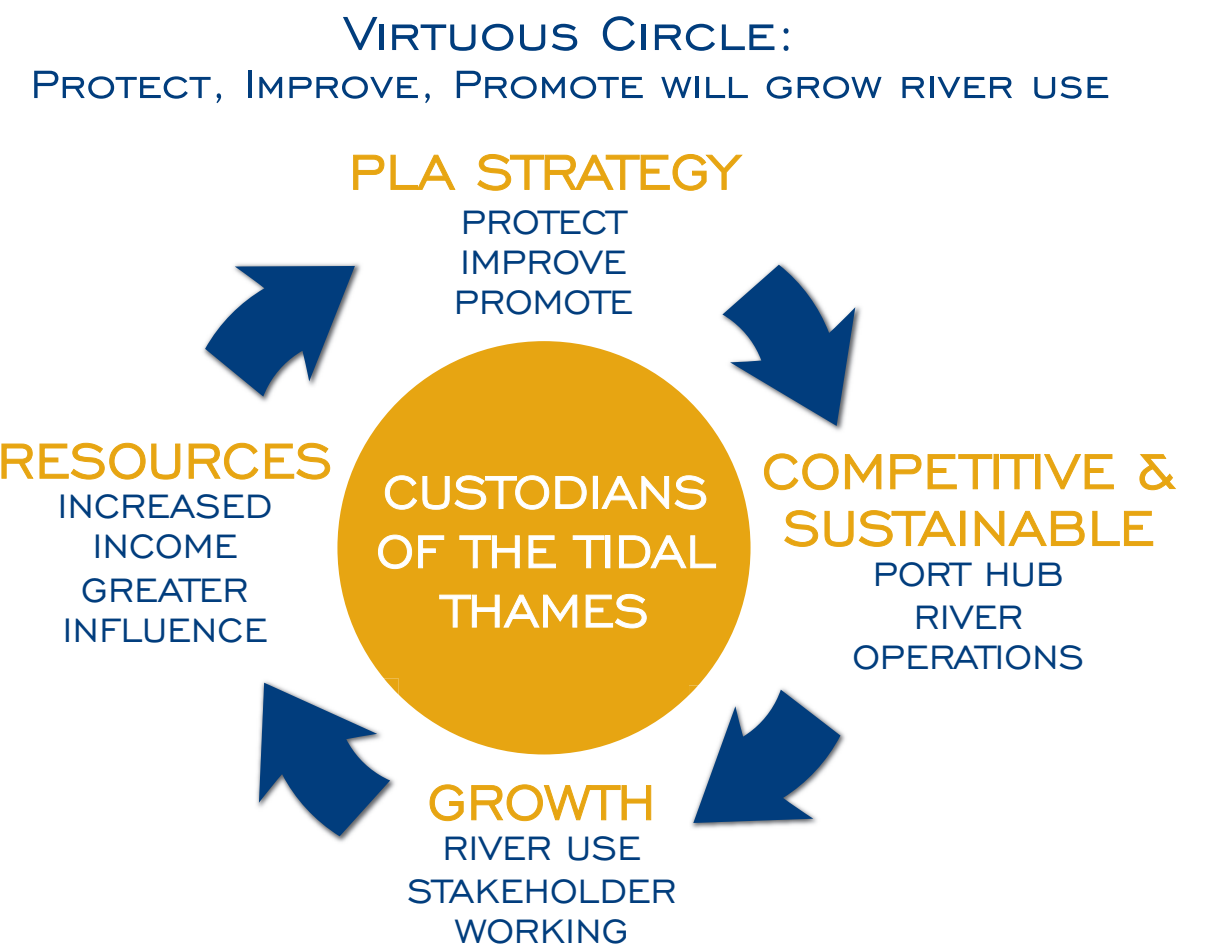 Virtuous Circle:
Protect, Improve, Promote will grow river use
PLA STRATEGY
PROTECT
IMPROVE
PROMOTE
COMPETITIVE &
SUSTAINABLE
PORT HUB
RIVER
OPERATIONS
GROWTH
RIVER USE
STAKEHOLDER
WORKING
RESOURCES
INCREASED
INCOME
GREATER
INFLUENCE
CUSTODIANS
OF THE TIDAL
THAMES